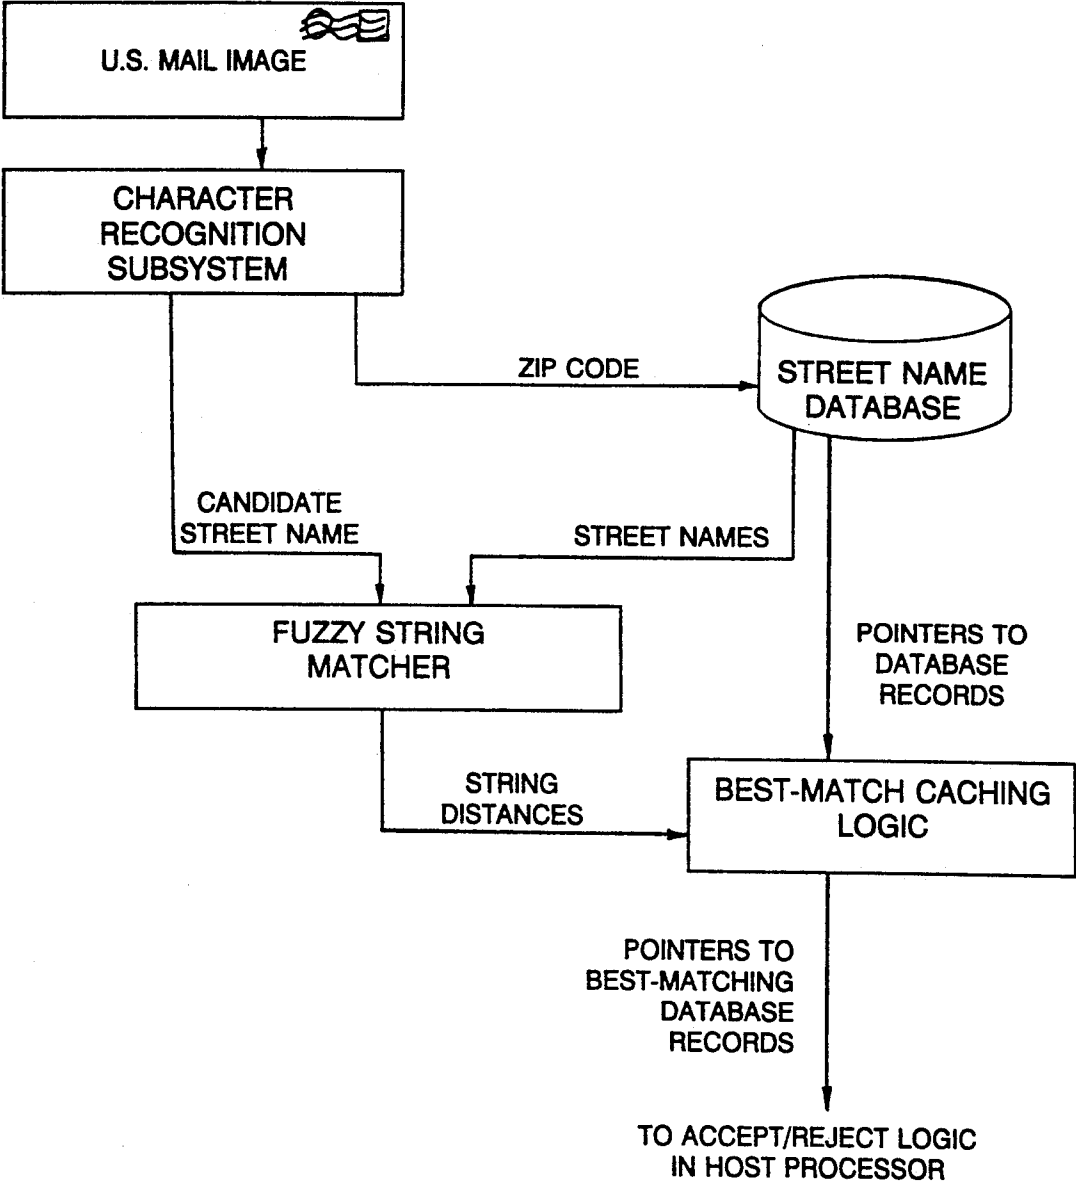 U.S. MAIL IMAGE
CHARACTER
RECOGNITION
SUBSYSTEM
ZIP CODE
STREET NAME
DATABASE
CANDIDATE
STREET NAME
STREET NAMES
FUZZY STRING
MATCHER
POINTERS TO
DATABASE
RECORDS
STRING
DISTANCES
BEST-MATCH CACHING
LOGIC
POINTERS TO
BEST-MATCHING
DATABASE
RECORDS
TO ACCEPT/REJECT LOGIC
IN HOST PROCESSOR